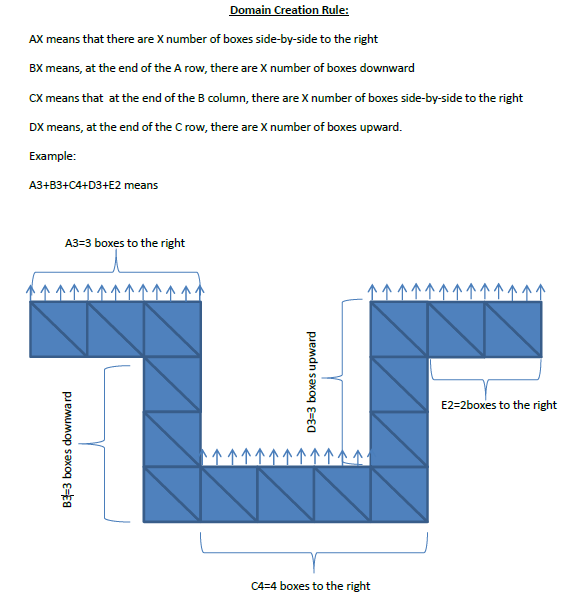 Domain Creation Rule:
AX means that there are X number of boxes side-by-side to the right
BX means, at the end of the A row, there are X number of boxes downward
CX means that at the end of the B column, there are X number of boxes side-by-side to the right
DX means, at the end of the C row, there are X number of boxes upward.
Example:
A3+B3+C4+D3+E2 means
A3=3 boxes to the right
D3=3 boxes upward
E2=2boxes to the right
B3=3 boxes downward
C4=4 boxes to the right